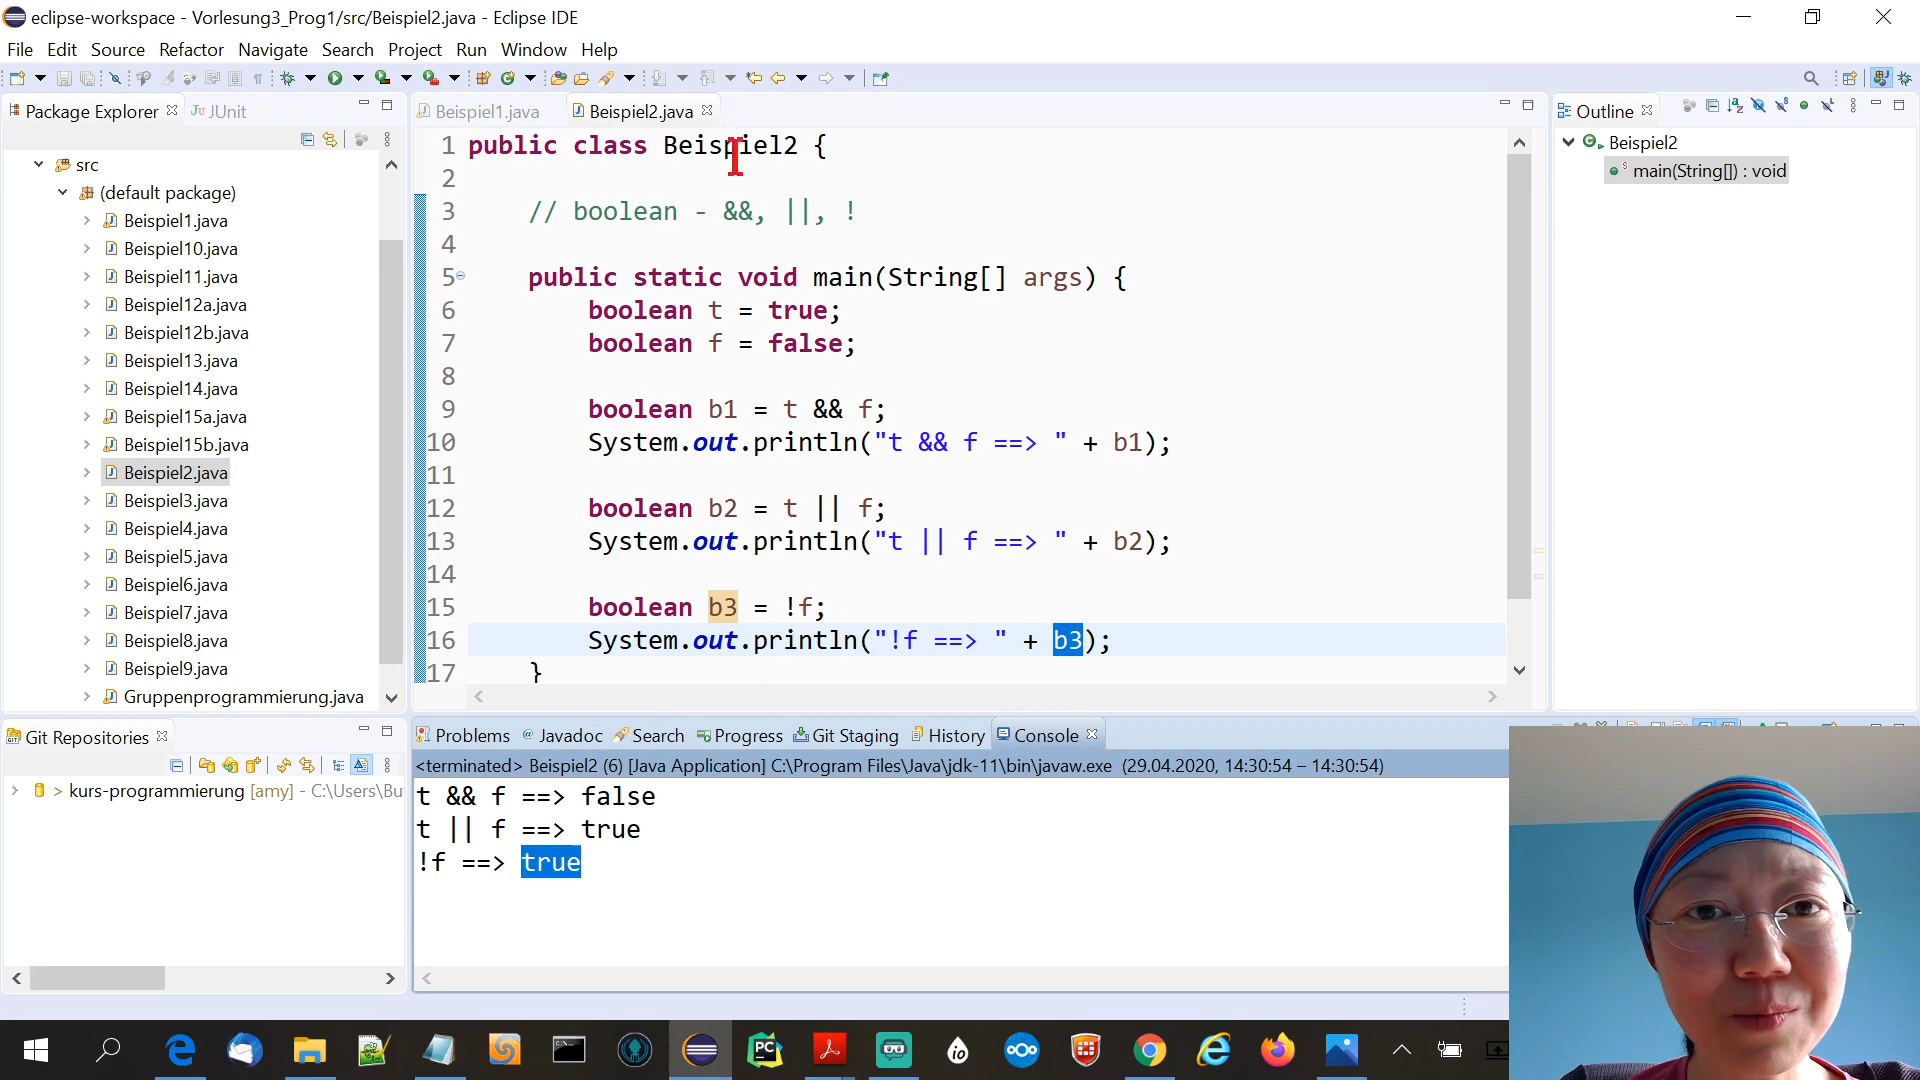 eclipse-workspace - Vorlesung3_Prog1/src/Beispiel2.java - Eclipse IDE
File Edit Source Refactor Navigate Search Project Run Window Help
Package Explorer JUnit
src
(default package)
Beispiel1.java
Beispiel10.java
Beispiel11.java
Beispiel12a.java
Beispiel12b.java
Beispiel13.java
Beispiel14.java
Beispiel15a.java
Beispiel15b.java
Beispiel2.java
Beispiel3.java
Beispiel4.java
Beispiel5.java
Beispiel6.java
Beispiel7.java
Beispiel8.java
Beispiel9.java
Gruppenprogrammierung.java
Git Repositories
> kurs-programmierung [amy] - C:\Users\Bu
Beispiel1.java Beispiel2.java
1 public class Beispiel2 {
2
3 // boolean - &&, ||, !
4
5 public static void main(String[] args) {
6 boolean t = true;
7 boolean f = false;
8
9 boolean b1 = t && f;
10 System.out.println("t && f ==> " + b1);
11
12 boolean b2 = t || f;
13 System.out.println("t || f ==> " + b2);
14
15 boolean b3 = !f;
16 System.out.println("!f ==> " + b3);
17 }
Problems Javadoc Search Progress Git Staging History Console
<terminated> Beispiel2 (6) [Java Application] C:\Program Files\Java\jdk-11\bin\javaw.exe (29.04.2020, 14:30:54 – 14:30:54)
t && f ==> false
t || f ==> true
!f ==> true
Outline
Beispiel2
main(String[]) : void